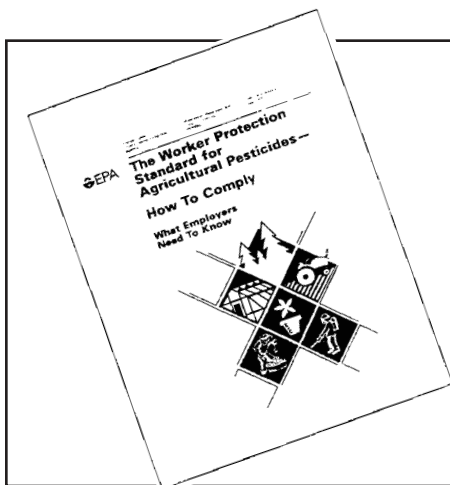 EPA
The Worker Protection
Standard for
Agricultural Pesticides—
How To Comply
What Employers
Need To Know